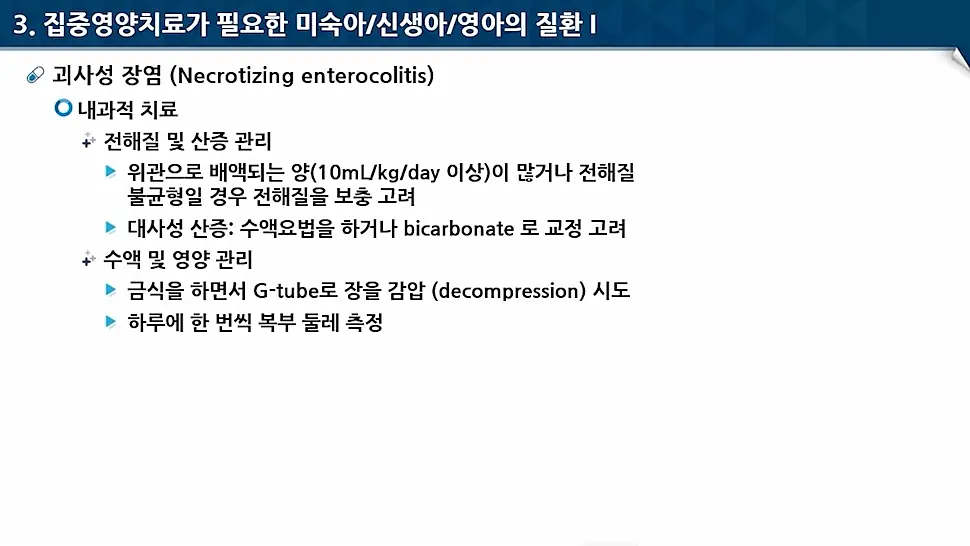 3. 집중영양치료가 필요한 미숙아/신생아/영아의 질환 I
괴사성 장염 (Necrotizing enterocolitis)
내과적 치료
전해질 및 산증 관리
위관으로 배액되는 양(10mL/kg/day 이상)이 많거나 전해질
불균형일 경우 전해질을 보충 고려
대사성 산증: 수액요법을 하거나 bicarbonate 로 교정 고려
수액 및 영양 관리
금식을 하면서 G-tube로 장을 감압 (decompression) 시도
하루에 한 번씩 복부 둘레 측정